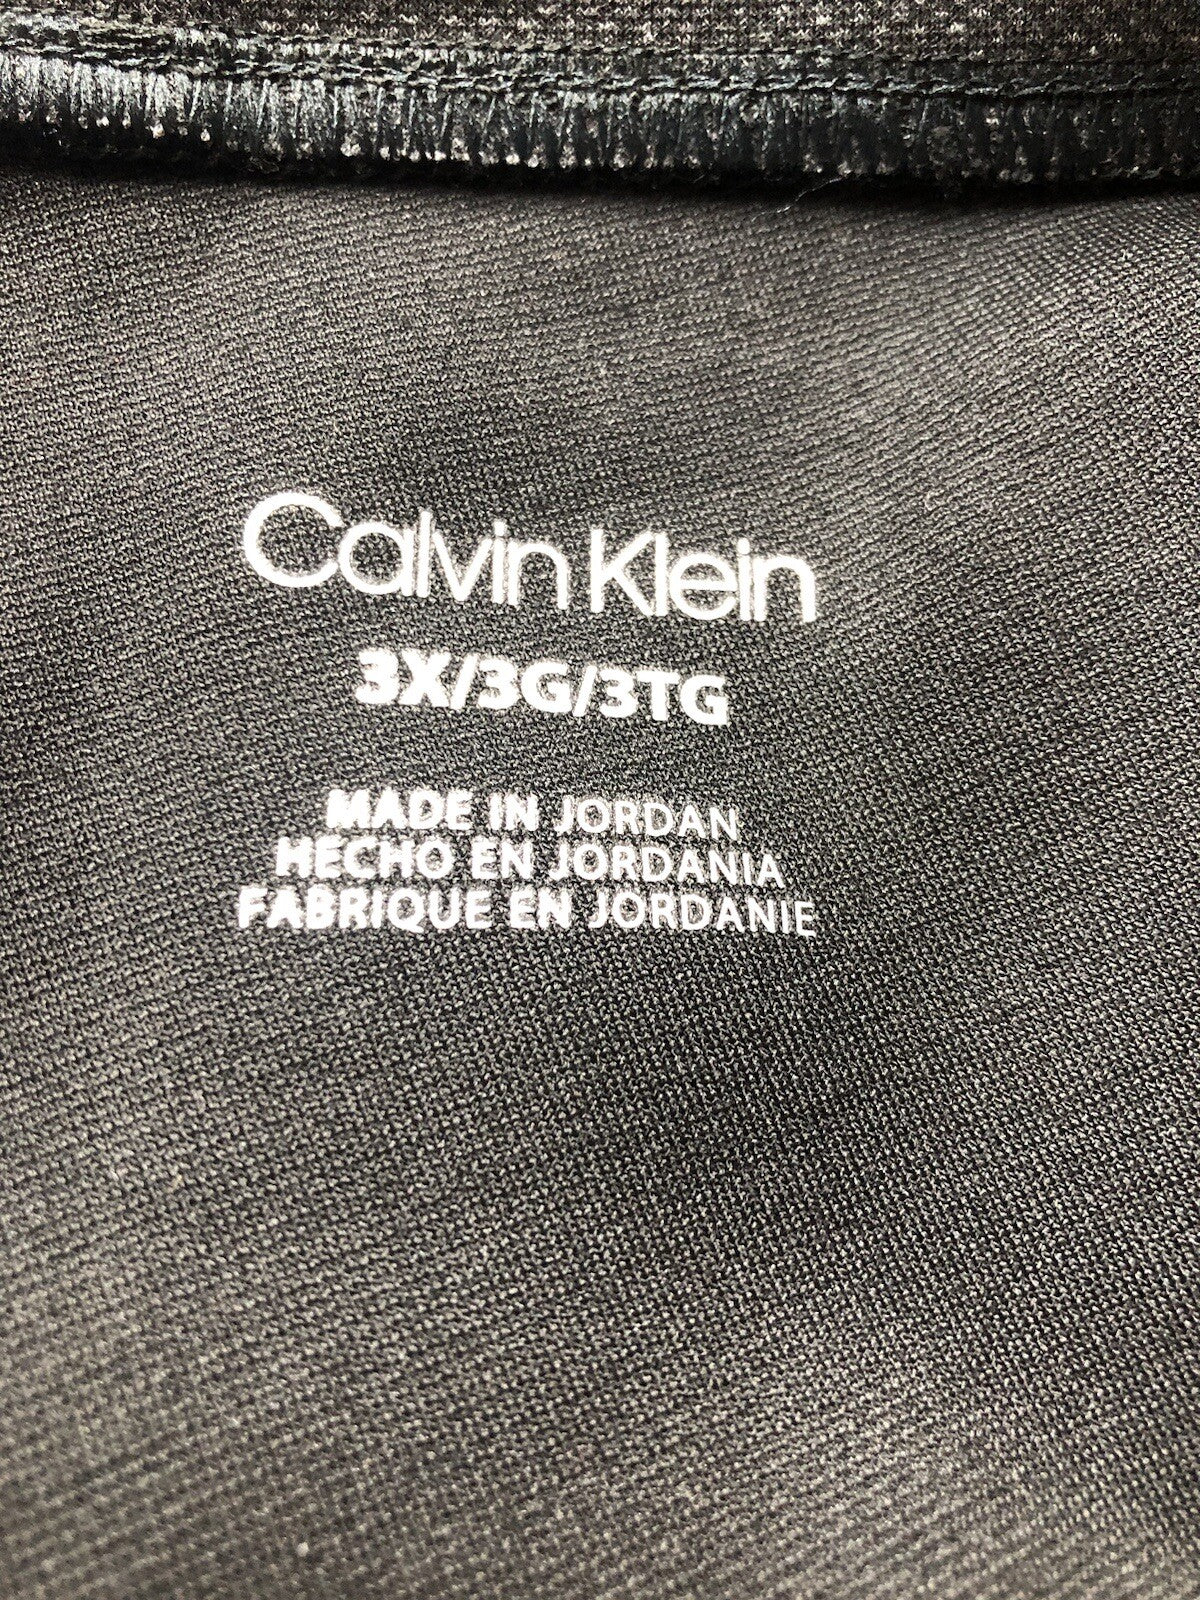 Calvin Klein
3X/3G/3TG
MADE IN JORDAN
HECHO EN JORDANIA
FABRIQUE EN JORDANIE